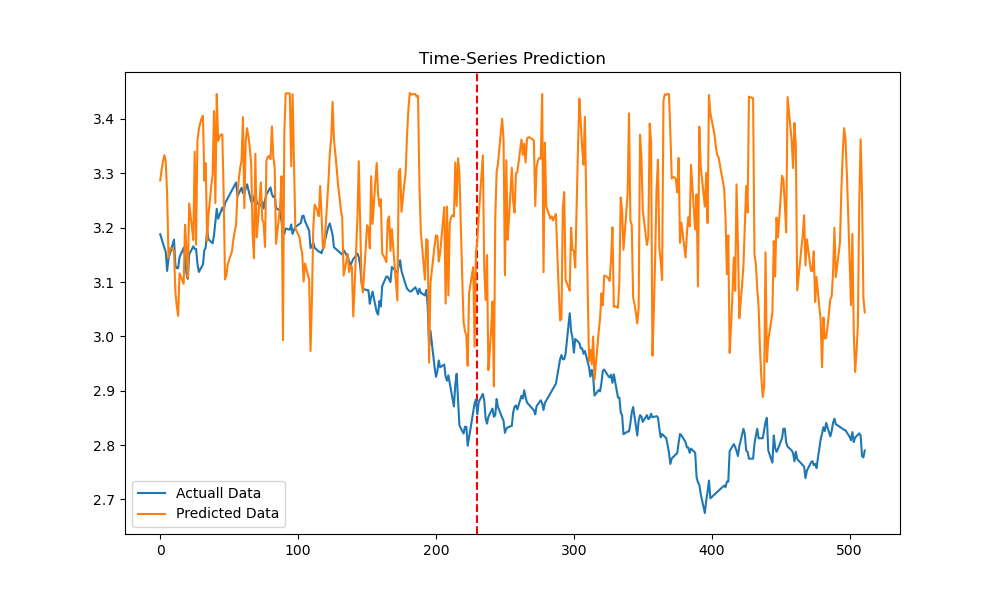 Time-Series Prediction
3.4
3.3
3.2
3.1
3.0
2.9
2.8
2.7
Actuall Data
Predicted Data
0 100 200 300 400 500